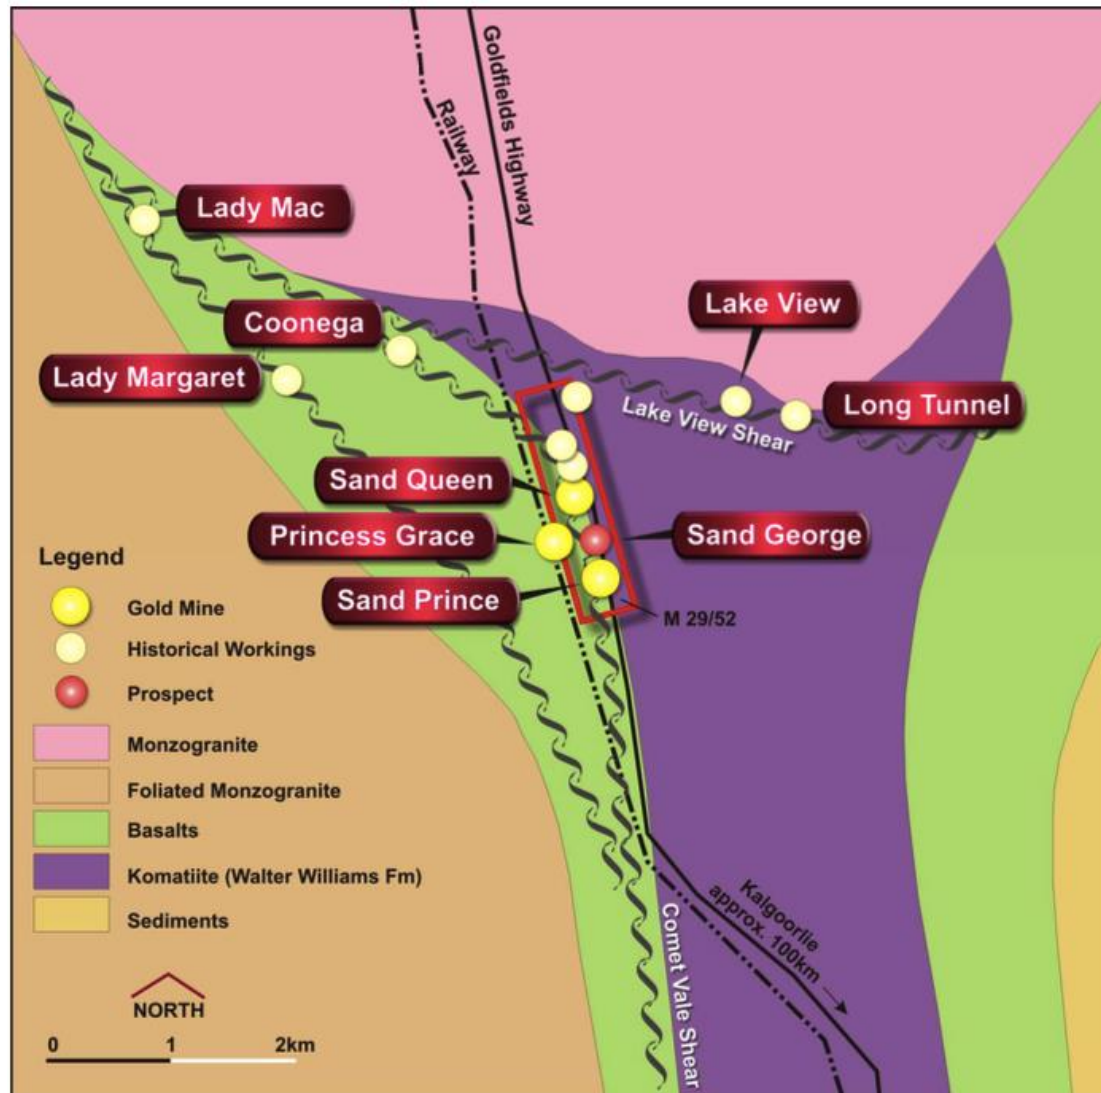 Goldfields Highway
Railway
Lady Mac
Coonega
Lady Margaret
Lake View
Long Tunnel
Lake View Shear
Sand Queen
Princess Grace
Sand George
Sand Prince
M 29/52
Legend
Gold Mine
Historical Workings
Prospect
Monzogranite
Foliated Monzogranite
Basalts
Komatiite (Walter Williams Fm)
Sediments
Kalgoorlie
approx. 100km
Comet Vale Shear
NORTH
0 1 2km